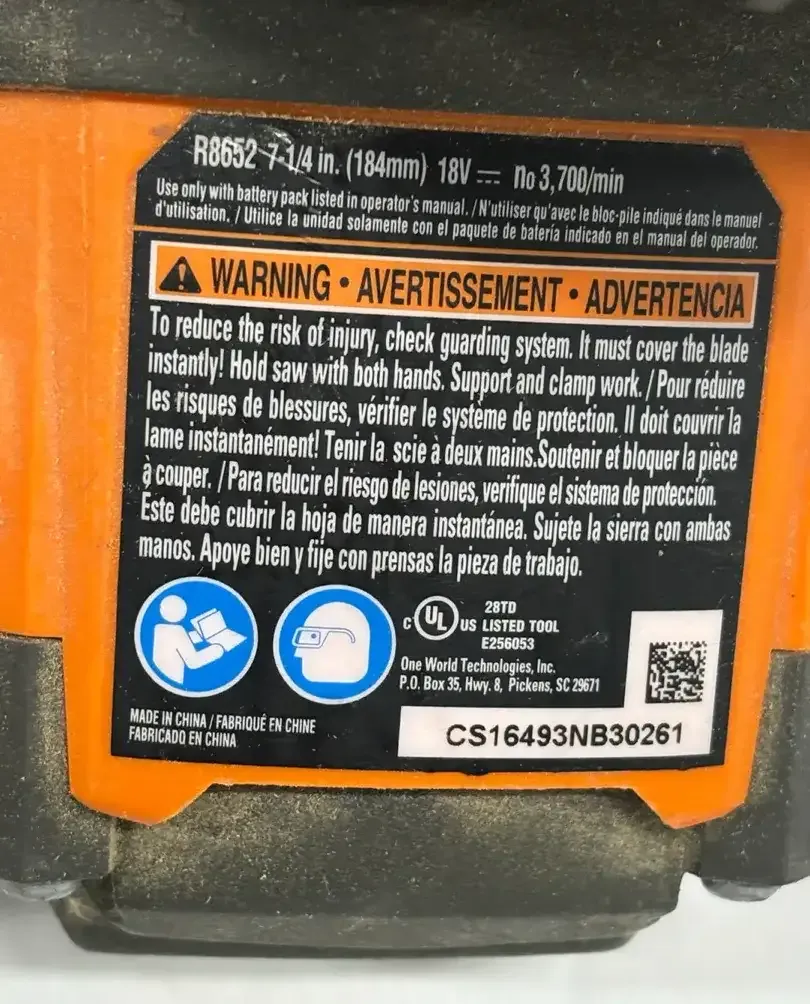 R8652 7-1/4 in. (184mm) 18V ⎓ no 3,700/min
Use only with battery pack listed in operator's manual. / N'utiliser qu'avec le bloc-pile indiqué dans le manuel
d'utilisation. / Utilice la unidad solamente con el paquete de batería indicado en el manual del operador.
WARNING • AVERTISSEMENT • ADVERTENCIA
To reduce the risk of injury, check guarding system. It must cover the blade
instantly! Hold saw with both hands. Support and clamp work. / Pour réduire
les risques de blessures, vérifier le système de protection. Il doit couvrir la
lame instantanément! Tenir la scie à deux mains.Soutenir et bloquer la pièce
à couper. / Para reducir el riesgo de lesiones, verifique el sistema de protección.
Este debe cubrir la hoja de manera instantánea. Sujete la sierra con ambas
manos. Apoye bien y fije con prensas la pieza de trabajo.
28TD
C UL US LISTED TOOL
E256053
One World Technologies, Inc.
P.O. Box 35, Hwy. 8, Pickens, SC 29671
MADE IN CHINA / FABRIQUÉ EN CHINE
FABRICADO EN CHINA
CS16493NB30261